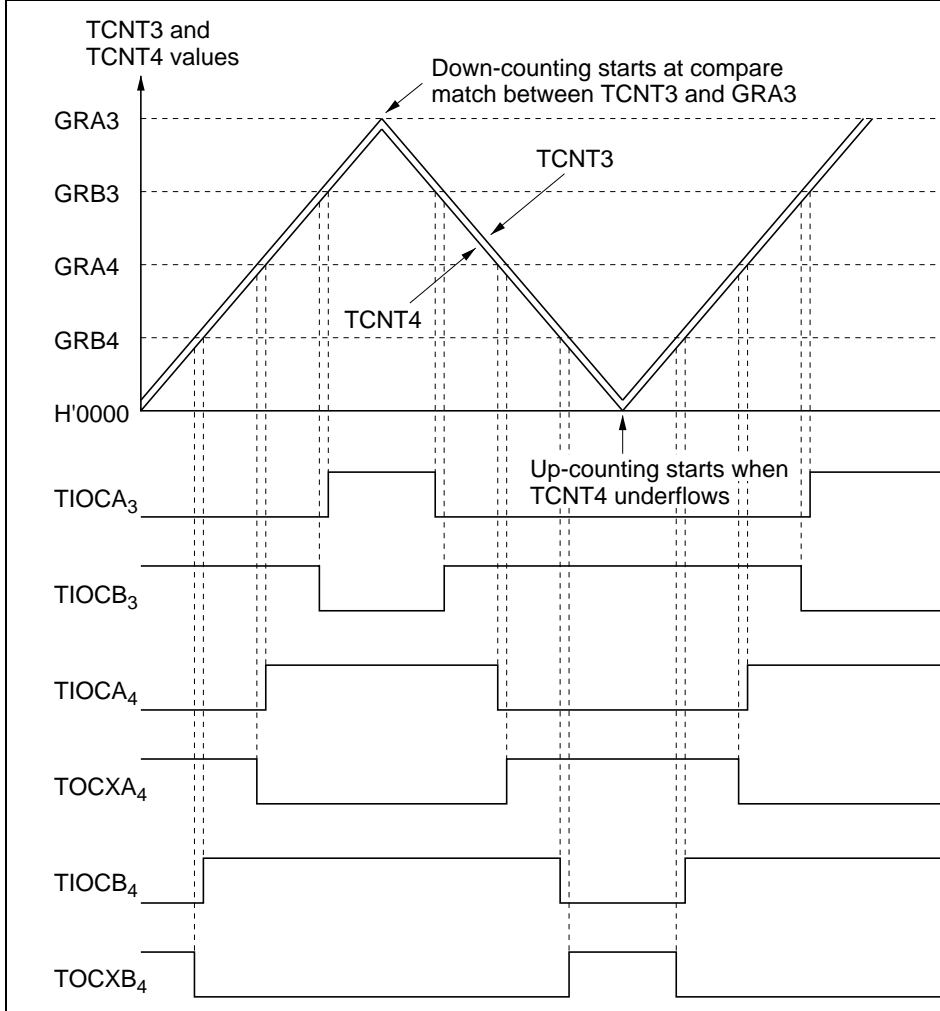 TCNT3 and
TCNT4 values
Down-counting starts at compare
match between TCNT3 and GRA3
GRA3
TCNT3
GRB3
GRA4
TCNT4
GRB4
H'0000
Up-counting starts when
TCNT4 underflows
TIOCA3
TIOCB3
TIOCA4
TOCXA4
TIOCB4
TOCXB4